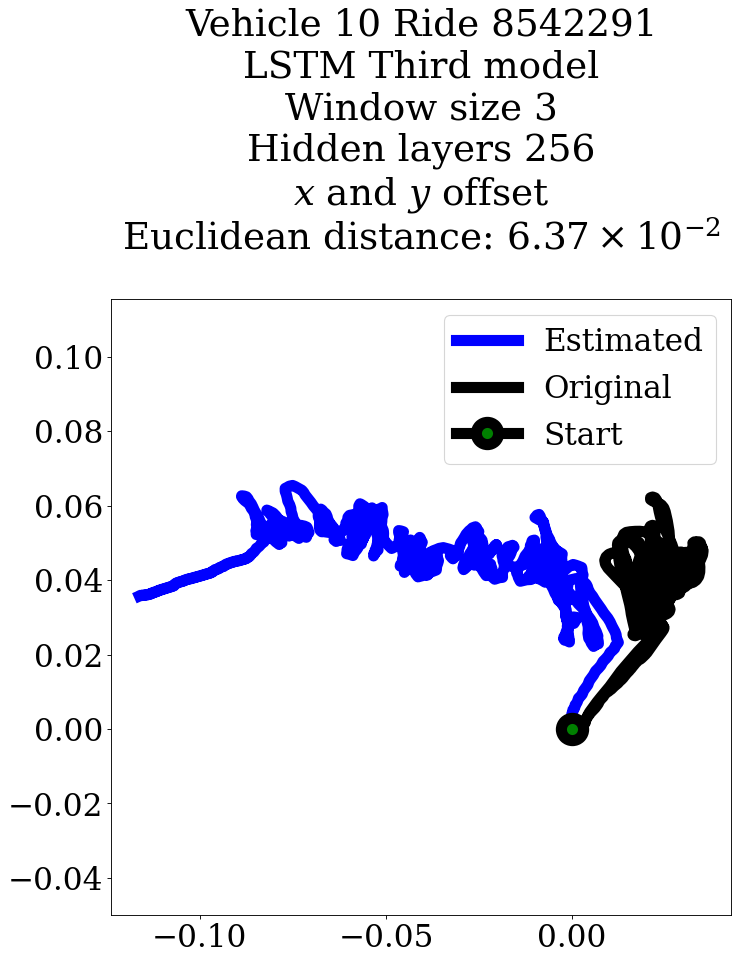 Vehicle 10 Ride 8542291
LSTM Third model
Window size 3
Hidden layers 256
x and y offset
Euclidean distance: 6.37 × 10⁻²
Estimated
Original
Start
0.10
0.08
0.06
0.04
0.02
0.00
−0.02
−0.04
−0.10
−0.05
0.00